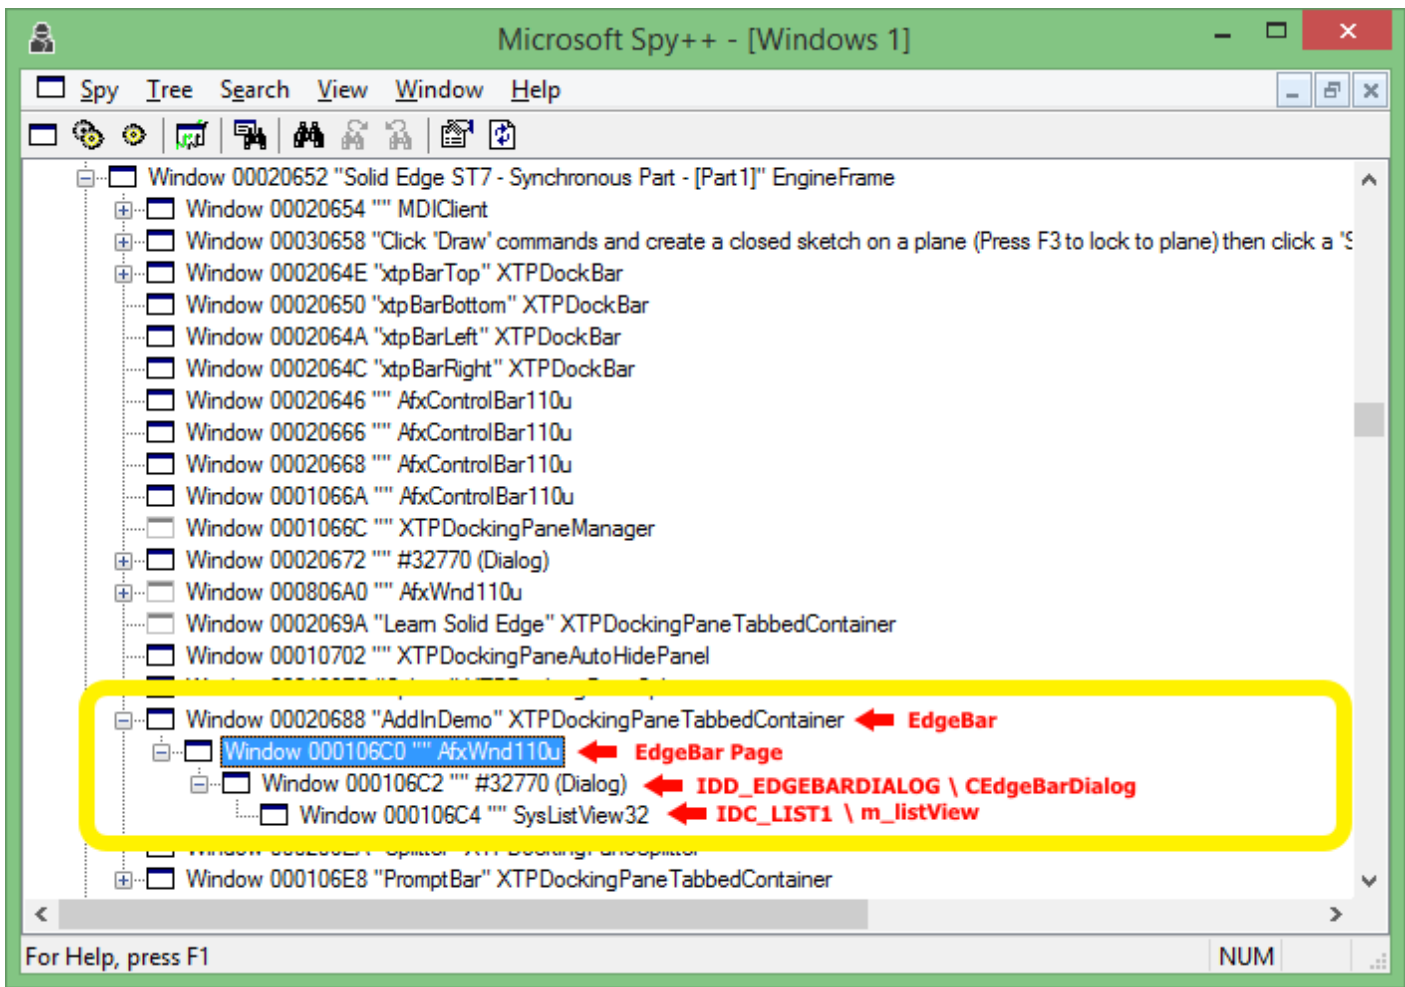 Microsoft Spy++ - [Windows 1]
Spy Tree Search View Window Help
Window 00020652 "Solid Edge ST7 - Synchronous Part - [Part1]" EngineFrame
Window 00020654 "" MDIClient
Window 00030658 "Click 'Draw' commands and create a closed sketch on a plane (Press F3 to lock to plane) then click a 'S
Window 0002064E "xtpBarTop" XTPDockBar
Window 00020650 "xtpBarBottom" XTPDockBar
Window 0002064A "xtpBarLeft" XTPDockBar
Window 0002064C "xtpBarRight" XTPDockBar
Window 00020646 "" AfxControlBar110u
Window 00020666 "" AfxControlBar110u
Window 00020668 "" AfxControlBar110u
Window 0001066A "" AfxControlBar110u
Window 0001066C "" XTPDockingPaneManager
Window 00020672 "" #32770 (Dialog)
Window 000806A0 "" AfxWnd110u
Window 0002069A "Learn Solid Edge" XTPDockingPaneTabbedContainer
Window 00010702 "" XTPDockingPaneAutoHidePanel
Window 00020688 "AddInDemo" XTPDockingPaneTabbedContainer EdgeBar
Window 000106C0 "" AfxWnd110u EdgeBar Page
Window 000106C2 "" #32770 (Dialog) IDD_EDGEBARDIALOG \ CEdgeBarDialog
Window 000106C4 "" SysListView32 IDC_LIST1 \ m_listView
Window 000106E8 "PromptBar" XTPDockingPaneTabbedContainer
For Help, press F1 NUM